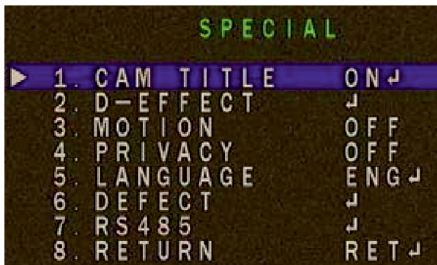 SPECIAL
1. CAM TITLE ON↲
2. D-EFFECT ↲
3. MOTION OFF
4. PRIVACY OFF
5. LANGUAGE ENG↲
6. DEFECT ↲
7. RS485 ↲
8. RETURN RET↲